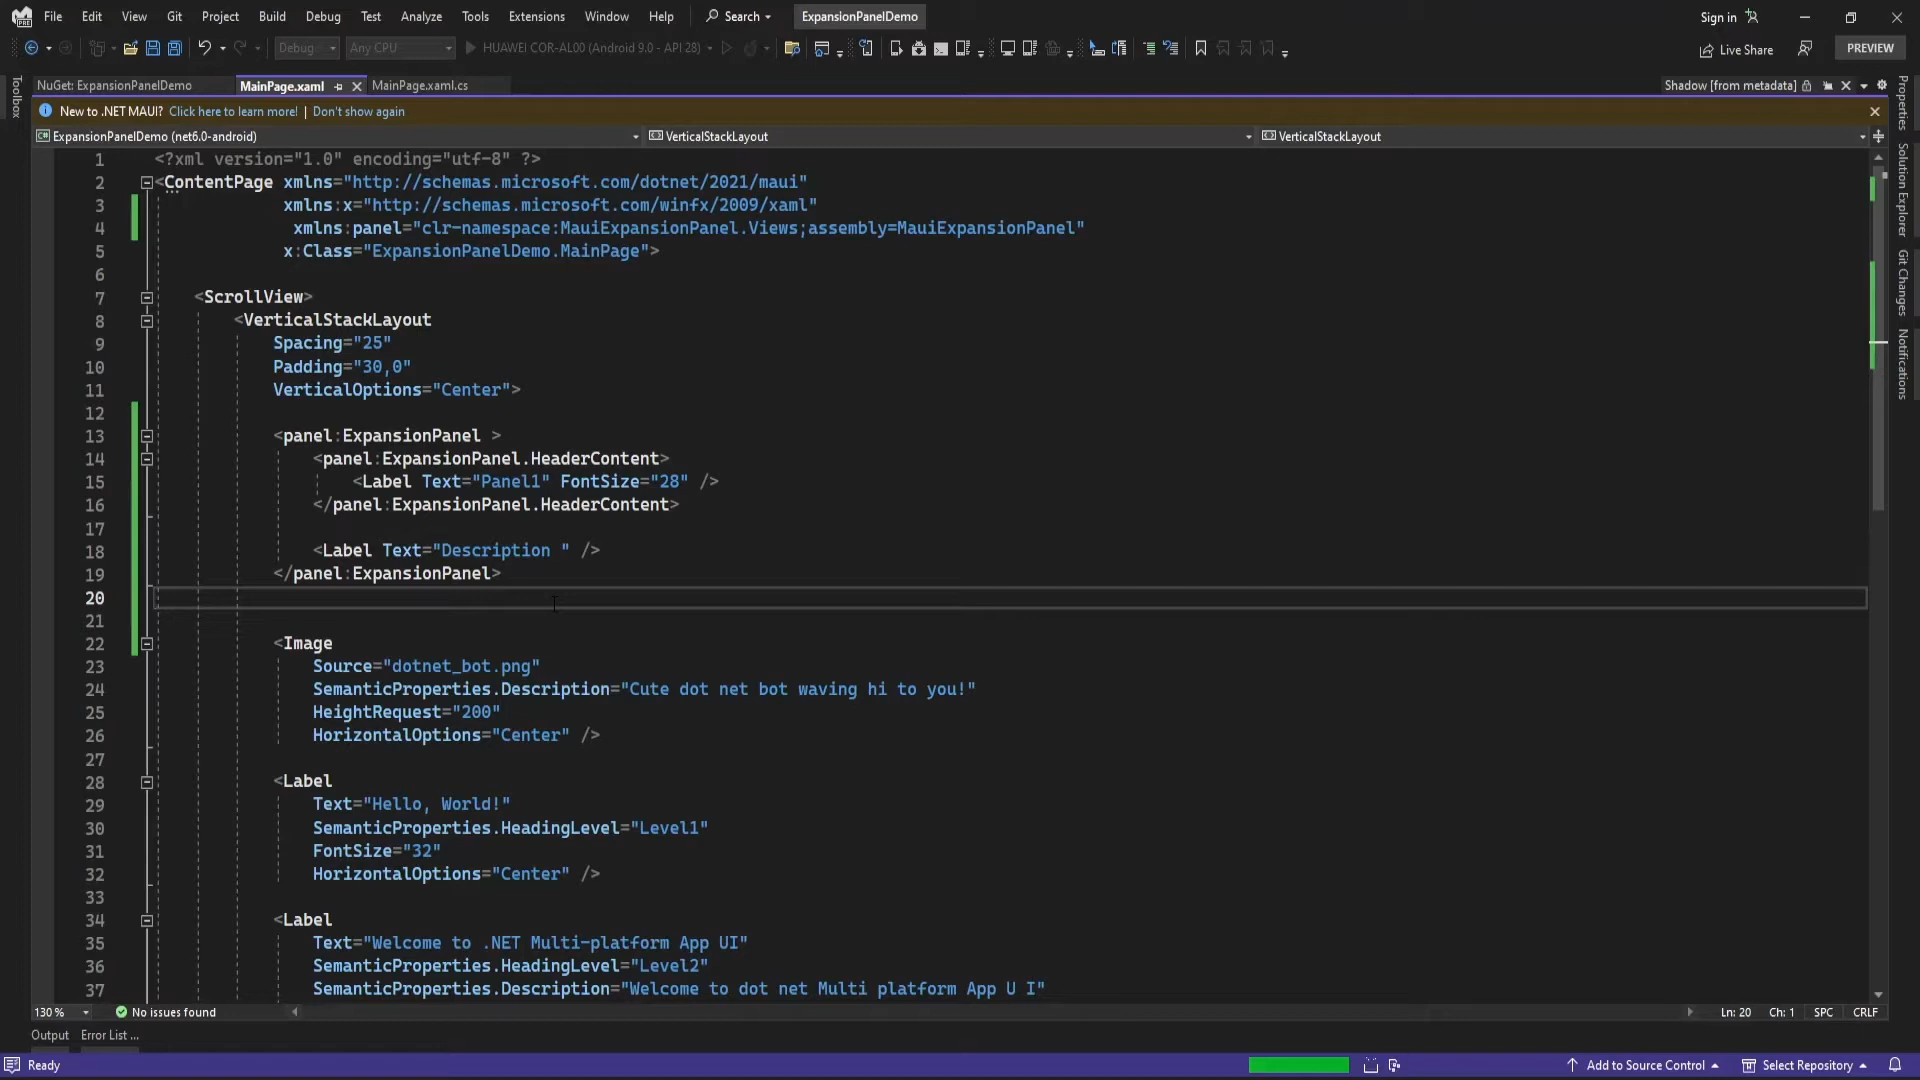 File Edit View Git Project Build Debug Test Analyze Tools Extensions Window Help Search ExpansionPanelDemo Sign in
Debug Any CPU HUAWEI COR-AL00 (Android 9.0 - API 28) Live Share PREVIEW
NuGet: ExpansionPanelDemo MainPage.xaml MainPage.xaml.cs Shadow [from metadata]
New to .NET MAUI? Click here to learn more! Don't show again
ExpansionPanelDemo (net6.0-android) VerticalStackLayout VerticalStackLayout
Toolbox
Properties
Solution Explorer
Git Changes
Notifications
1 <?xml version="1.0" encoding="utf-8" ?>
2 <ContentPage xmlns="http://schemas.microsoft.com/dotnet/2021/maui"
3 xmlns:x="http://schemas.microsoft.com/winfx/2009/xaml"
4 xmlns:panel="clr-namespace:MauiExpansionPanel.Views;assembly=MauiExpansionPanel"
5 x:Class="ExpansionPanelDemo.MainPage">
6
7 <ScrollView>
8 <VerticalStackLayout
9 Spacing="25"
10 Padding="30,0"
11 VerticalOptions="Center">
12
13 <panel:ExpansionPanel >
14 <panel:ExpansionPanel.HeaderContent>
15 <Label Text="Panel1" FontSize="28" />
16 </panel:ExpansionPanel.HeaderContent>
17
18 <Label Text="Description " />
19 </panel:ExpansionPanel>
20
21
22 <Image
23 Source="dotnet_bot.png"
24 SemanticProperties.Description="Cute dot net bot waving hi to you!"
25 HeightRequest="200"
26 HorizontalOptions="Center" />
27
28 <Label
29 Text="Hello, World!"
30 SemanticProperties.HeadingLevel="Level1"
31 FontSize="32"
32 HorizontalOptions="Center" />
33
34 <Label
35 Text="Welcome to .NET Multi-platform App UI"
36 SemanticProperties.HeadingLevel="Level2"
37 SemanticProperties.Description="Welcome to dot net Multi platform App U I"
130 % No issues found Ln: 20 Ch: 1 SPC CRLF
Output Error List ...
Ready Add to Source Control Select Repository